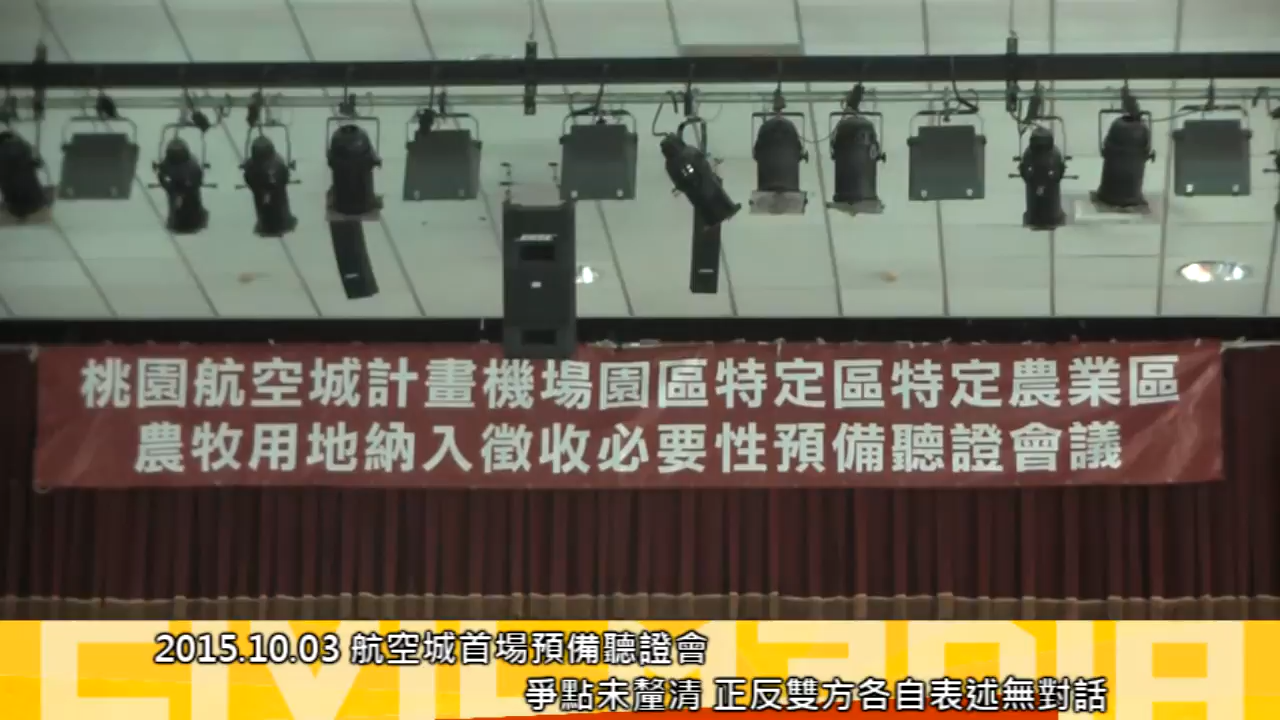 桃園航空城計畫機場園區特定區特定農業區
農牧用地納入徵收必要性預備聽證會議
2015.10.03 航空城首場預備聽證會
爭點未釐清 正反雙方各自表述無對話